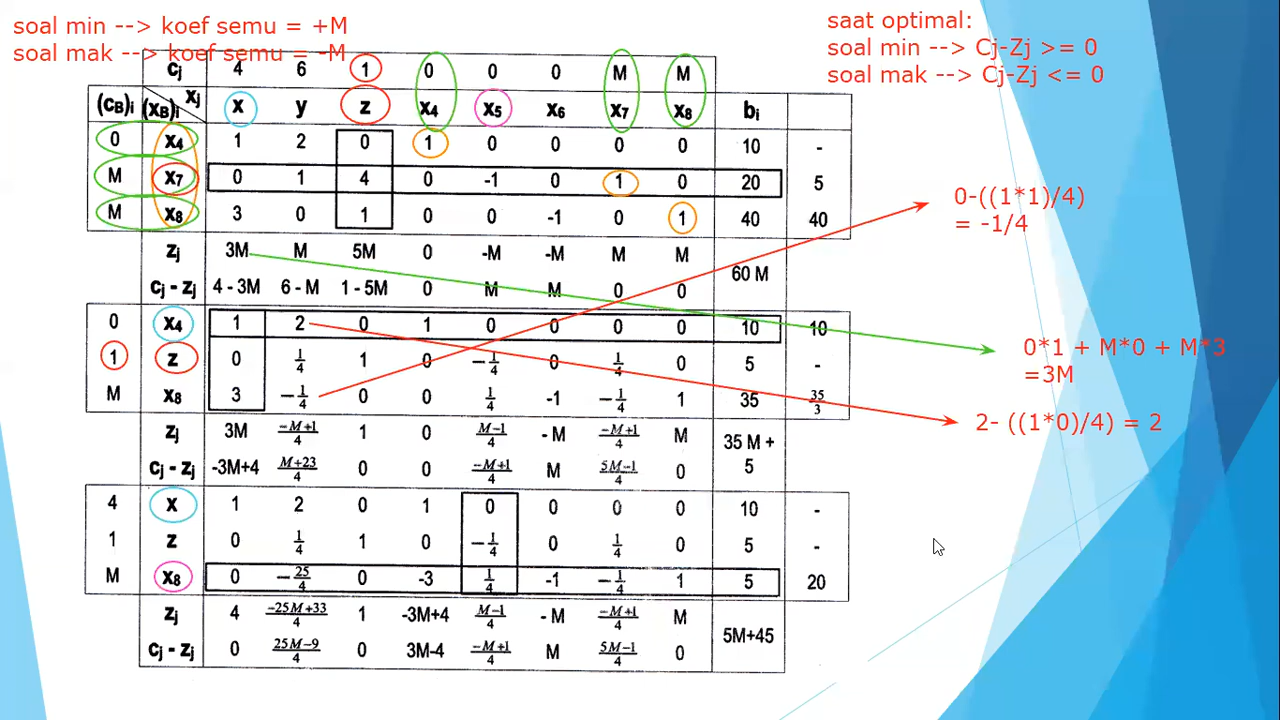 soal min --> koef semu = +M
soal mak --> koef semu = -M
saat optimal:
soal min --> Cj-Zj >= 0
soal mak --> Cj-Zj <= 0
cj 4 6 1 0 0 0 M M
(cB)i (xB)i xj x y z x4 x5 x6 x7 x8 bi
0 x4 1 2 0 1 0 0 0 0 10 -
M x7 0 1 4 0 -1 0 1 0 20 5
M x8 3 0 1 0 0 -1 0 1 40 40
zj 3M M 5M 0 -M -M M M
60 M
cj - zj 4 - 3M 6 - M 1 - 5M 0 M M 0 0
0 x4 1 2 0 1 0 0 0 0 10 10
1 z 0 1/4 1 0 -1/4 0 1/4 0 5 -
M x8 3 -1/4 0 0 1/4 -1 -1/4 1 35 35/3
zj 3M -M+1/4 1 0 M-1/4 - M -M+1/4 M 35 M +
cj - zj -3M+4 M+23/4 0 0 -M+1/4 M 5M-1/4 0 5
4 x 1 2 0 1 0 0 0 0 10 -
1 z 0 1/4 1 0 -1/4 0 1/4 0 5 -
M x8 0 -25/4 0 -3 1/4 -1 -1/4 1 5 20
zj 4 -25M+33/4 1 -3M+4 M-1/4 - M -M+1/4 M
5M+45
cj - zj 0 25M-9/4 0 3M-4 -M+1/4 M 5M-1/4 0
0-((1*1)/4)
= -1/4
0*1 + M*0 + M*3
=3M
2- ((1*0)/4) = 2